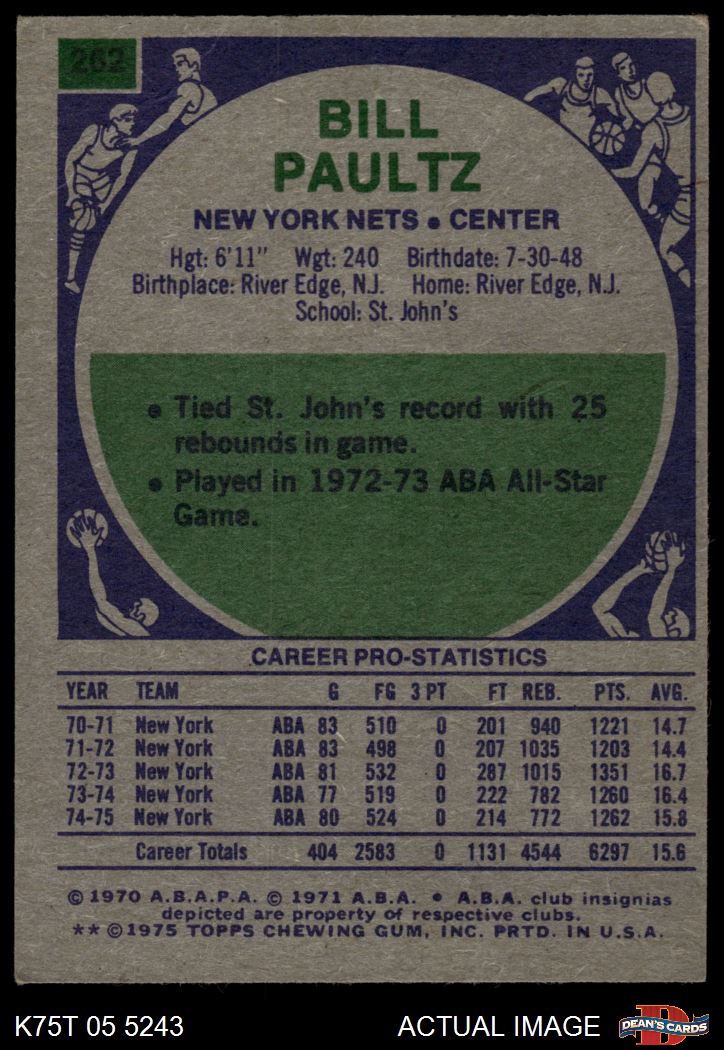 262
BILL
PAULTZ
NEW YORK NETS • CENTER
Hgt: 6'11" Wgt: 240 Birthdate: 7-30-48
Birthplace: River Edge, N.J. Home: River Edge, N.J.
School: St. John's
• Tied St. John's record with 25
rebounds in game.
• Played in 1972-73 ABA All-Star
Game.
CAREER PRO-STATISTICS
YEAR TEAM G FG 3 PT FT REB. PTS. AVG.
70-71 New York ABA 83 510 0 201 940 1221 14.7
71-72 New York ABA 83 498 0 207 1035 1203 14.4
72-73 New York ABA 81 532 0 287 1015 1351 16.7
73-74 New York ABA 77 519 0 222 782 1260 16.4
74-75 New York ABA 80 524 0 214 772 1262 15.8
Career Totals 404 2583 0 1131 4544 6297 15.6
© 1970 A.B.A.P.A. © 1971 A.B.A. • A.B.A. club insignias
depicted are property of respective clubs.
** © 1975 TOPPS CHEWING GUM, INC. PRTD. IN U.S.A.
K75T 05 5243 ACTUAL IMAGE
D
DEAN'S CARDS